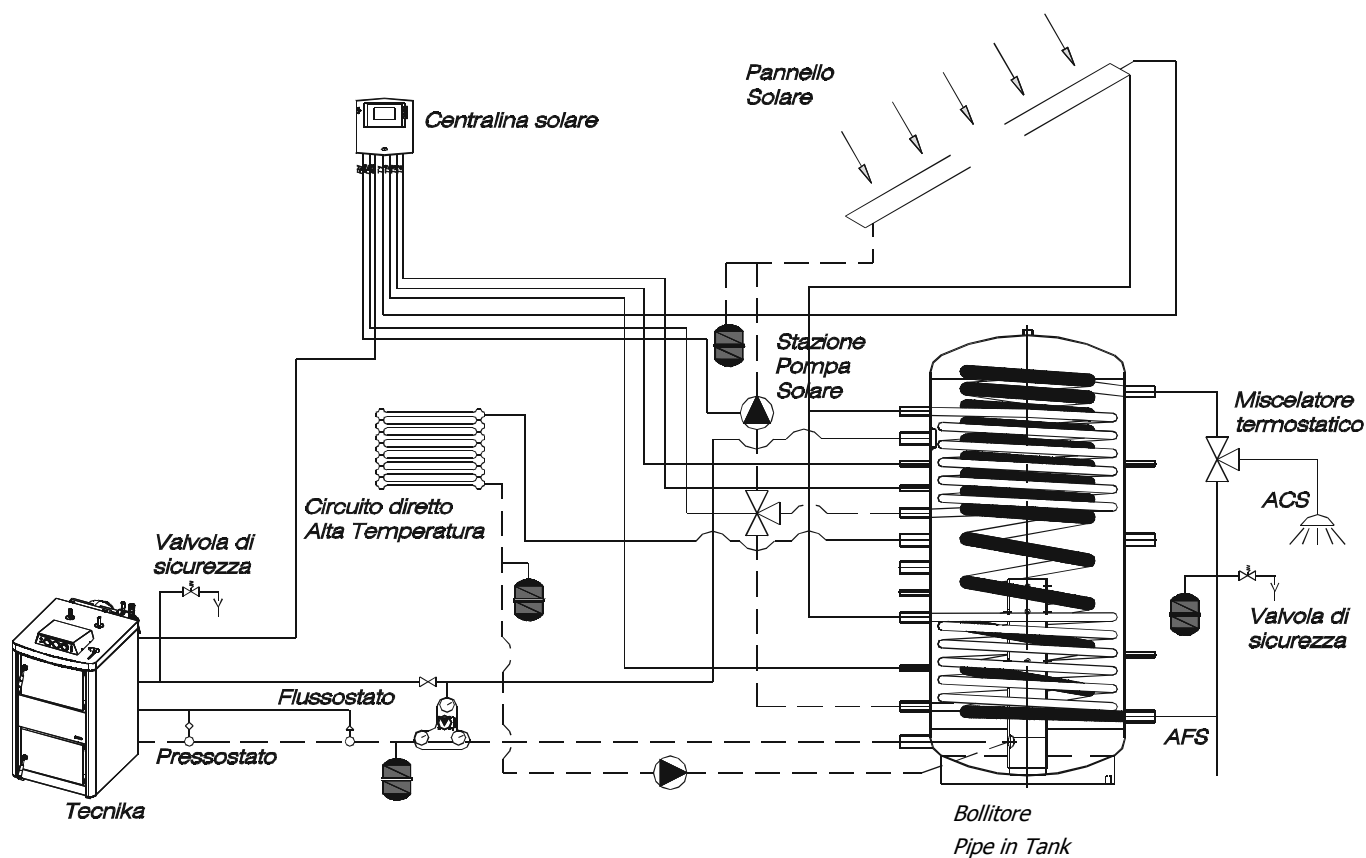 Pannello
Solare
Centralina solare
Stazione
Pompa
Solare
Miscelatore
termostatico
ACS
Circuito diretto
Alta Temperatura
Valvola di
sicurezza
Valvola di
sicurezza
Flussostato
AFS
Pressostato
Tecnika
Bollitore
Pipe in Tank